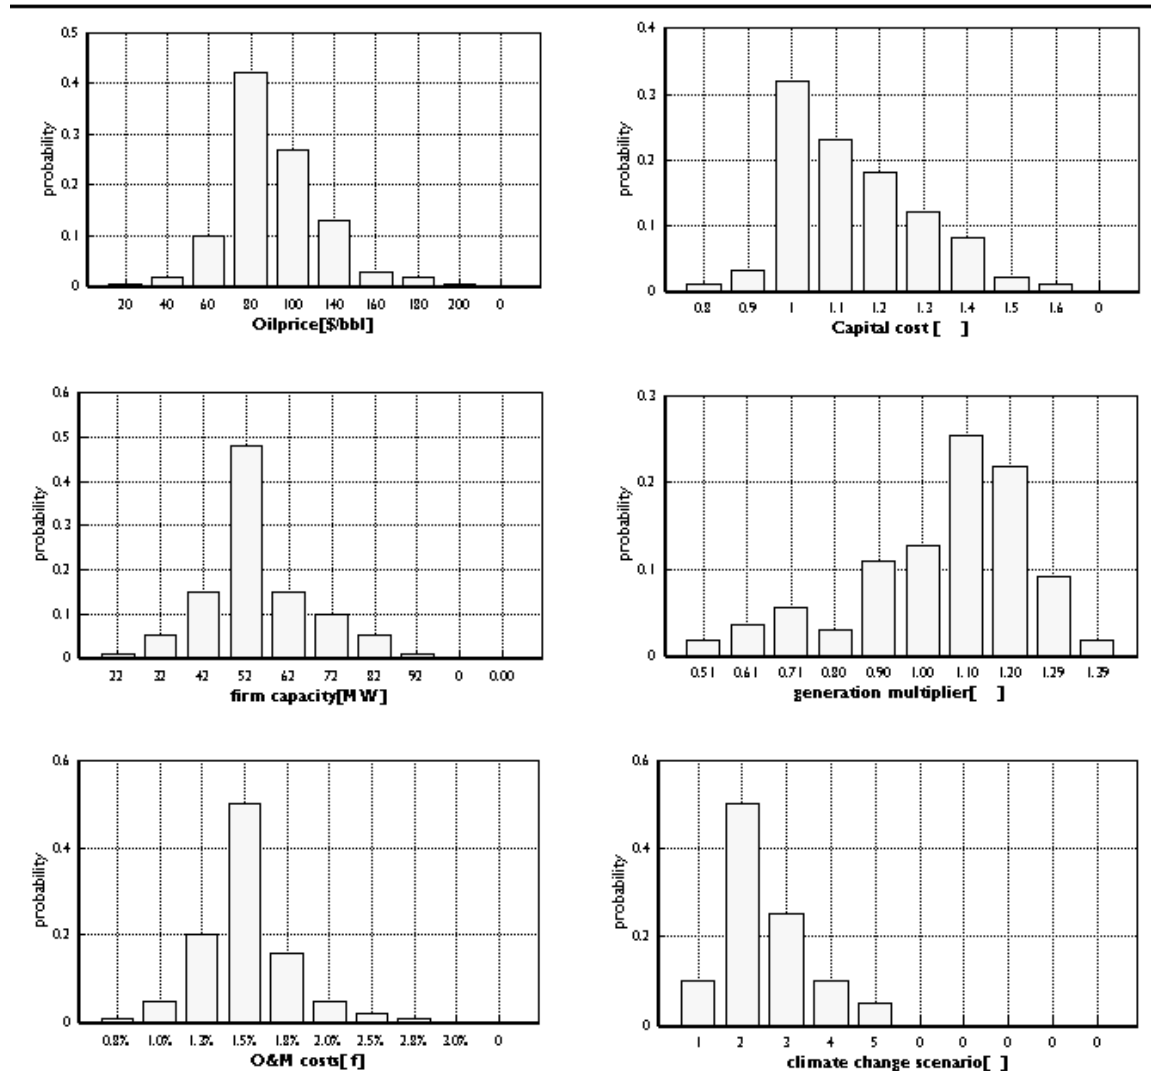 0.5
0.4
0.3
0.2
0.1
0
probability
20 40 60 80 100 140 160 180 200 0
Oilprice[$/bbl]
0.4
0.3
0.2
0.1
0
probability
0.8 0.9 1 1.1 1.2 1.3 1.4 1.5 1.6 0
Capital cost [ ]
0.6
0.5
0.4
0.3
0.2
0.1
0
probability
22 32 42 52 62 72 82 92 0 0.00
firm capacity[MW]
0.3
0.2
0.1
0
probability
0.51 0.61 0.71 0.80 0.90 1.00 1.10 1.20 1.29 1.39
generation multiplier[ ]
0.6
0.4
0.2
0
probability
0.8% 1.0% 1.3% 1.5% 1.8% 2.0% 2.5% 2.8% 3.0% 0
O&M costs[f]
0.6
0.4
0.2
0
probability
1 2 3 4 5 0 0 0 0 0
climate change scenario[ ]